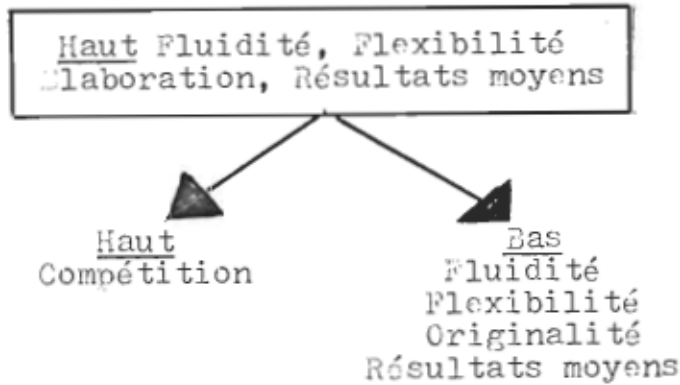 Haut Fluidité, Flexibilité
Elaboration, Résultats moyens
Haut
Compétition
Bas
Fluidité
Flexibilité
Originalité
Résultats moyens